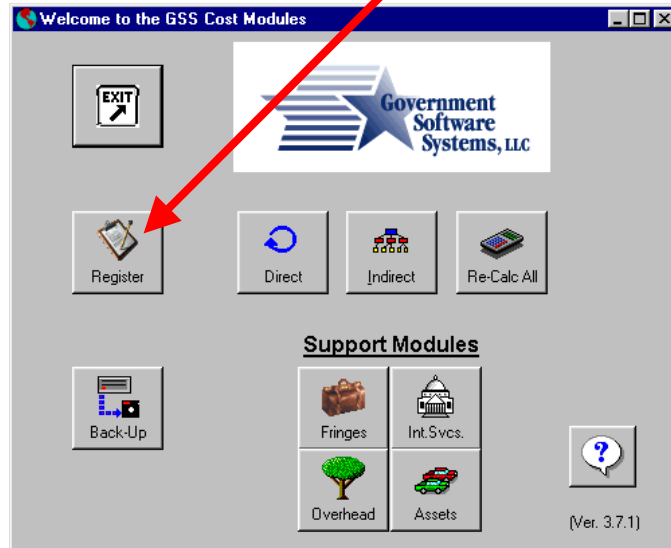 Welcome to the GSS Cost Modules
EXIT
Government
Software
Systems, LLC
Register
Direct
Indirect
Re-Calc All
Support Modules
Back-Up
Fringes
Int.Svcs.
?
Overhead
Assets
(Ver. 3.7.1)